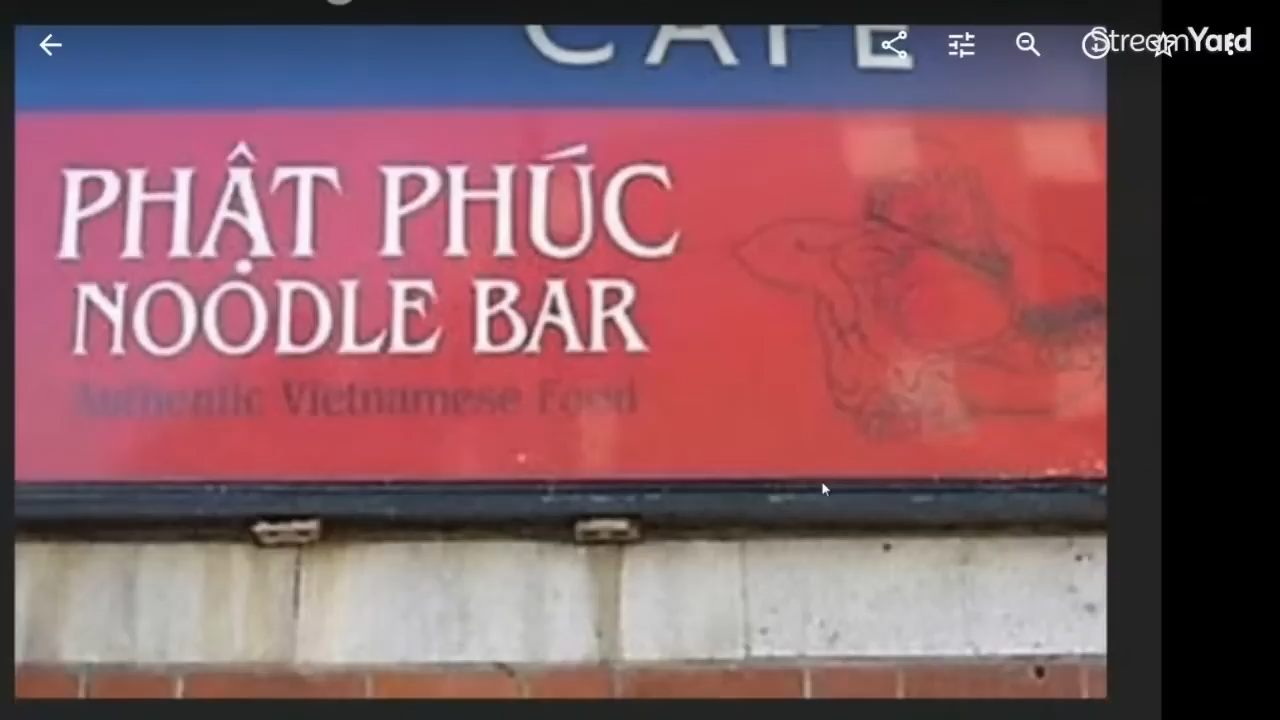 CAFE
StreamYard
PHẬT PHÚC
NOODLE BAR
Authentic Vietnamese Food